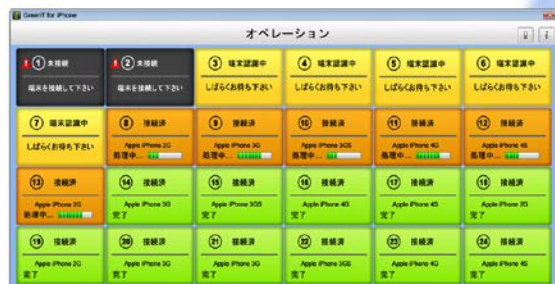 GreenT for iPhone
オペレーション
1 未接続
端末を接続して下さい
2 未接続
端末を接続して下さい
3 端末認識中
しばらくお待ち下さい
4 端末認識中
しばらくお待ち下さい
5 端末認識中
しばらくお待ち下さい
6 端末認識中
しばらくお待ち下さい
7 端末認識中
しばらくお待ち下さい
8 接続済
Apple iPhone 2G
処理中...
9 接続済
Apple iPhone 3G
処理中...
10 接続済
Apple iPhone 3GS
処理中...
11 接続済
Apple iPhone 4G
処理中...
12 接続済
Apple iPhone 4S
処理中...
13 接続済
Apple iPhone 2G
処理中...
14 接続済
Apple iPhone 3G
完了
15 接続済
Apple iPhone 3GS
完了
16 接続済
Apple iPhone 4G
完了
17 接続済
Apple iPhone 4S
完了
18 接続済
Apple iPhone 2G
完了
19 接続済
Apple iPhone 2G
完了
20 接続済
Apple iPhone 3G
完了
21 接続済
Apple iPhone 3G
完了
22 接続済
Apple iPhone 3GS
完了
23 接続済
Apple iPhone 4G
完了
24 接続済
Apple iPhone 4S
完了